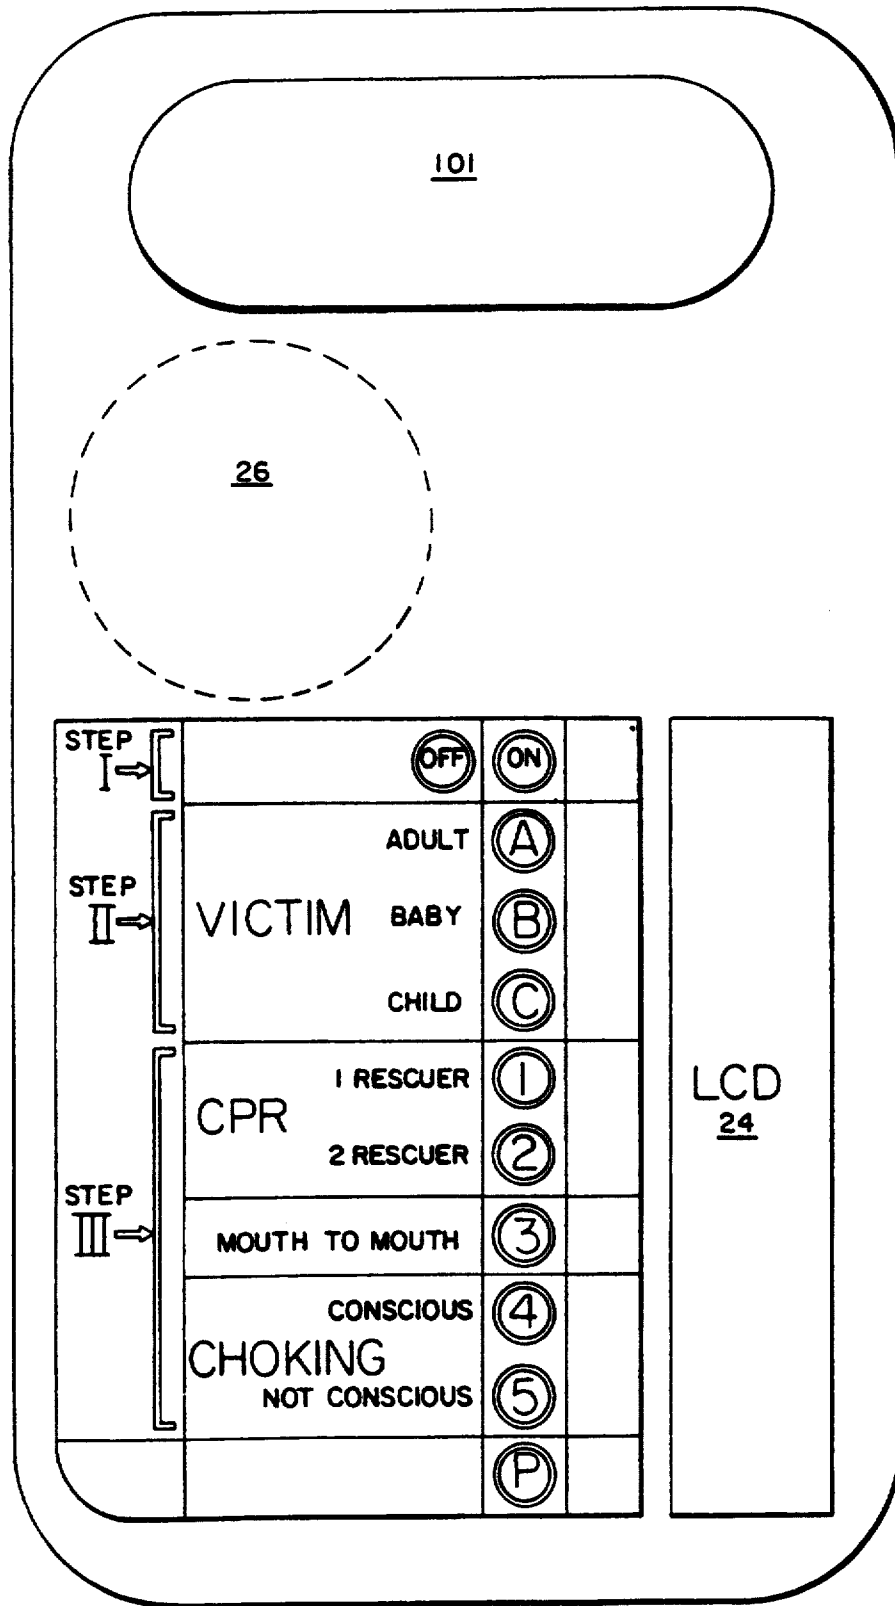 101
26
STEP
I
OFF ON
ADULT A
STEP
II
VICTIM BABY B
CHILD C
1 RESCUER 1
CPR
2 RESCUER 2
STEP
III
MOUTH TO MOUTH 3
CONSCIOUS 4
CHOKING
NOT CONSCIOUS 5
P
LCD
24